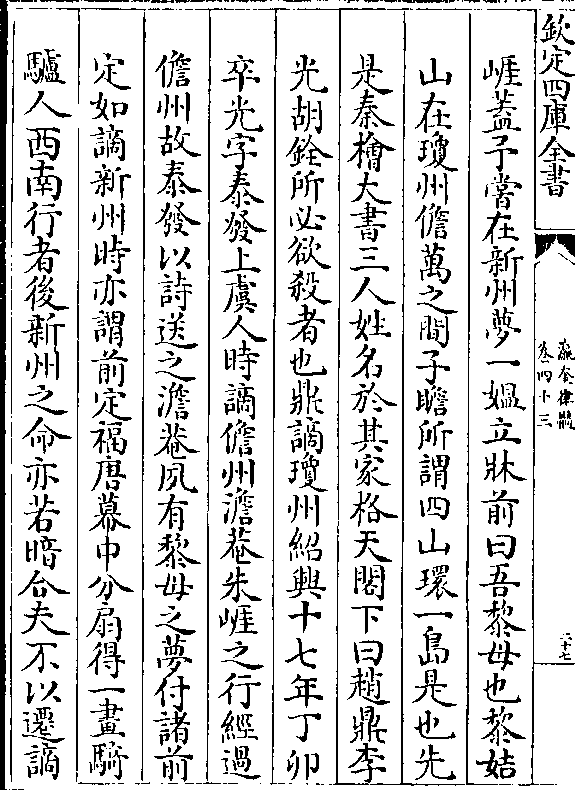 欽定四庫全書
瀛奎律髓
卷四十三
二十七
崕蓋予嘗在新州夢一媼立牀前曰吾黎母也黎姑
山在瓊州儋萬之間子瞻所謂四山環一島是也先
是秦檜大書三人姓名於其家格天閣下曰趙鼎李
光胡銓所必欲殺者也鼎謫瓊州紹興十七年丁卯
卒光字泰發上虞人時謫儋州澹菴朱崕之行經過
儋州故泰發以詩送之澹菴夙有黎母之夢付諸前
定如謫新州時亦謂前定福唐幕中分扇得一畫騎
驢人西南行者後新州之命亦若暗合夫不以遷謫